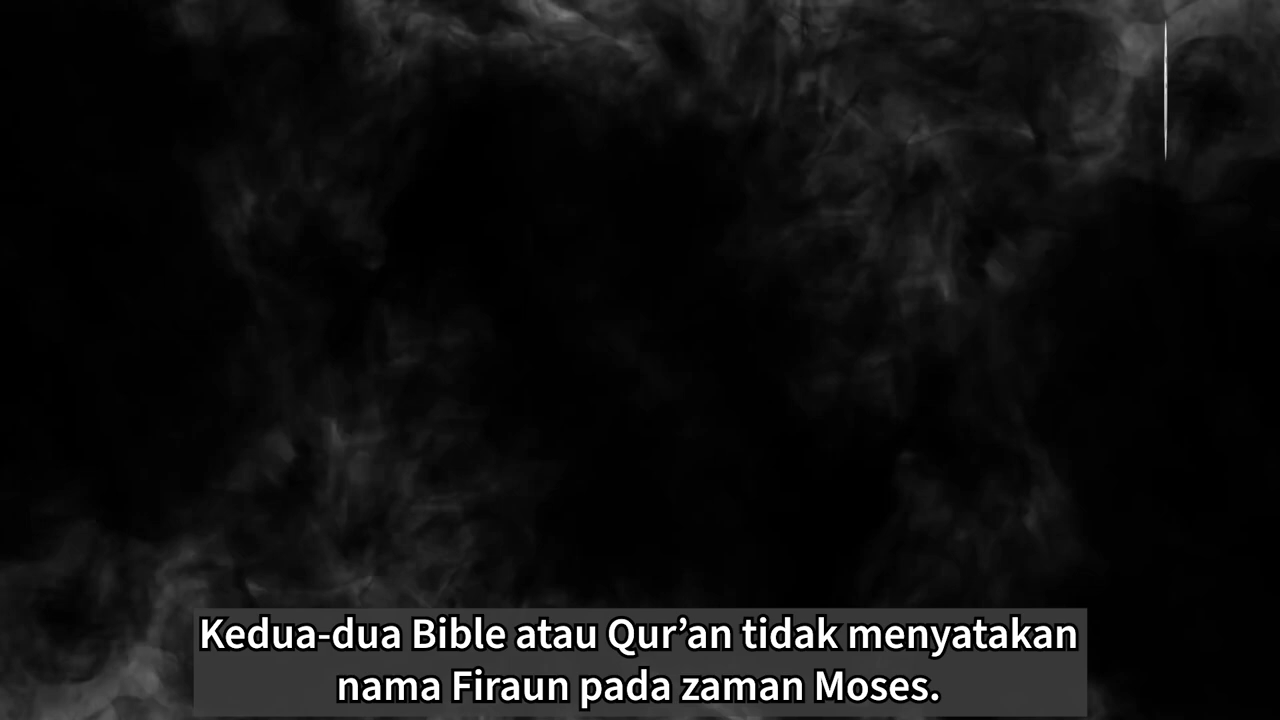 Kedua-dua Bible atau Qur’an tidak menyatakan
nama Firaun pada zaman Moses.